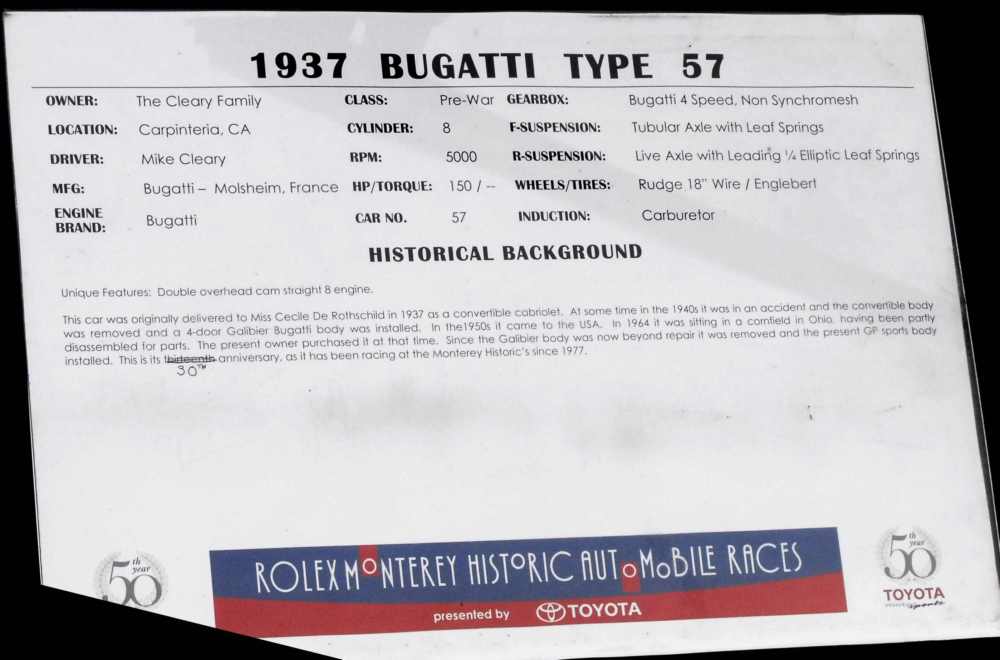 1937 BUGATTI TYPE 57
OWNER: The Cleary Family CLASS: Pre-War GEARBOX: Bugatti 4 Speed, Non Synchromesh
LOCATION: Carpinteria, CA CYLINDER: 8 F-SUSPENSION: Tubular Axle with Leaf Springs
DRIVER: Mike Cleary RPM: 5000 R-SUSPENSION: Live Axle with Leading ¼ Elliptic Leaf Springs
MFG: Bugatti – Molsheim, France HP/TORQUE: 150 / -- WHEELS/TIRES: Rudge 18" Wire / Englebert
ENGINE BRAND: Bugatti CAR NO. 57 INDUCTION: Carburetor
HISTORICAL BACKGROUND
Unique Features: Double overhead cam straight 8 engine.
This car was originally delivered to Miss Cecile De Rothschild in 1937 as a convertible cabriolet. At some time in the 1940s it was in an accident and the convertible body
was removed and a 4-door Galibier Bugatti body was installed. In the1950s it came to the USA. In 1964 it was sitting in a cornfield in Ohio, having been partly
disassembled for parts. The present owner purchased it at that time. Since the Galibier body was now beyond repair it was removed and the present GP sports body
installed. This is its thirteenth anniversary, as it has been racing at the Monterey Historic's since 1977.
30TH
50th year
ROLEX MONTEREY HISTORIC AUTOMOBILE RACES
presented by TOYOTA
50th year
TOYOTA
sports